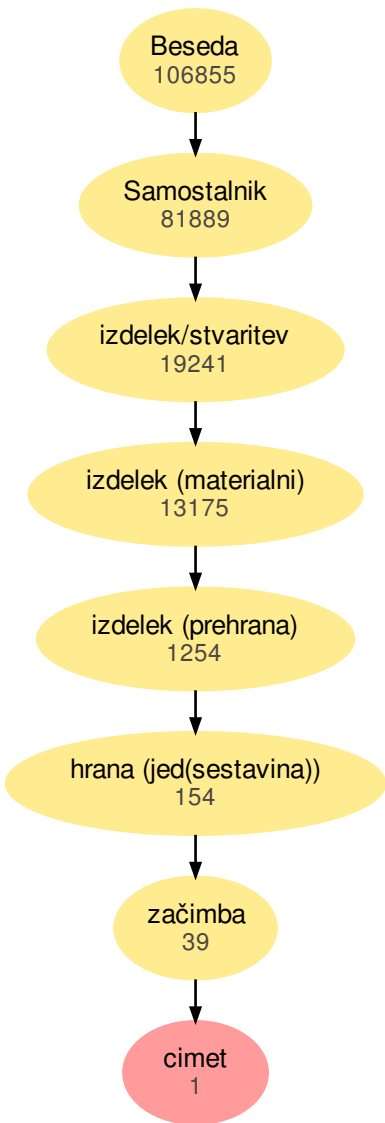 Beseda
106855
Samostalnik
81889
izdelek/stvaritev
19241
izdelek (materialni)
13175
izdelek (prehrana)
1254
hrana (jed(sestavina))
154
začimba
39
cimet
1